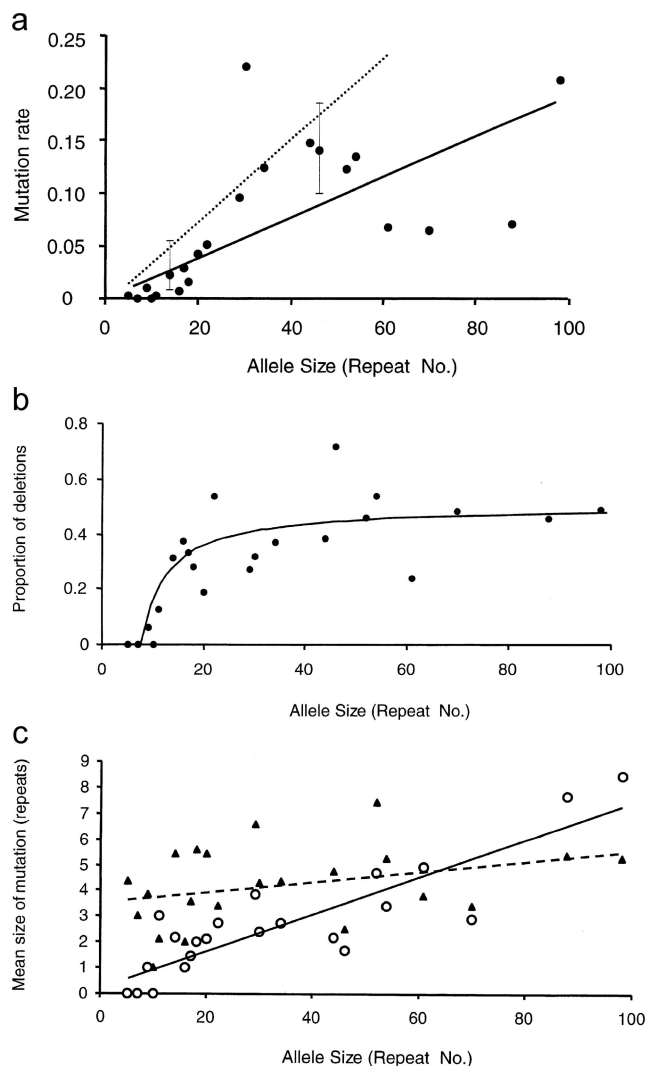 a
0.25
0.20
0.15
0.10
0.05
0
Mutation rate
0 20 40 60 80 100
Allele Size (Repeat No.)
b
0.8
0.6
0.4
0.2
0
Proportion of deletions
0 20 40 60 80 100
Allele Size (Repeat No.)
c
9
8
7
6
5
4
3
2
1
0
Mean size of mutation (repeats)
0 20 40 60 80 100
Allele Size (Repeat No.)